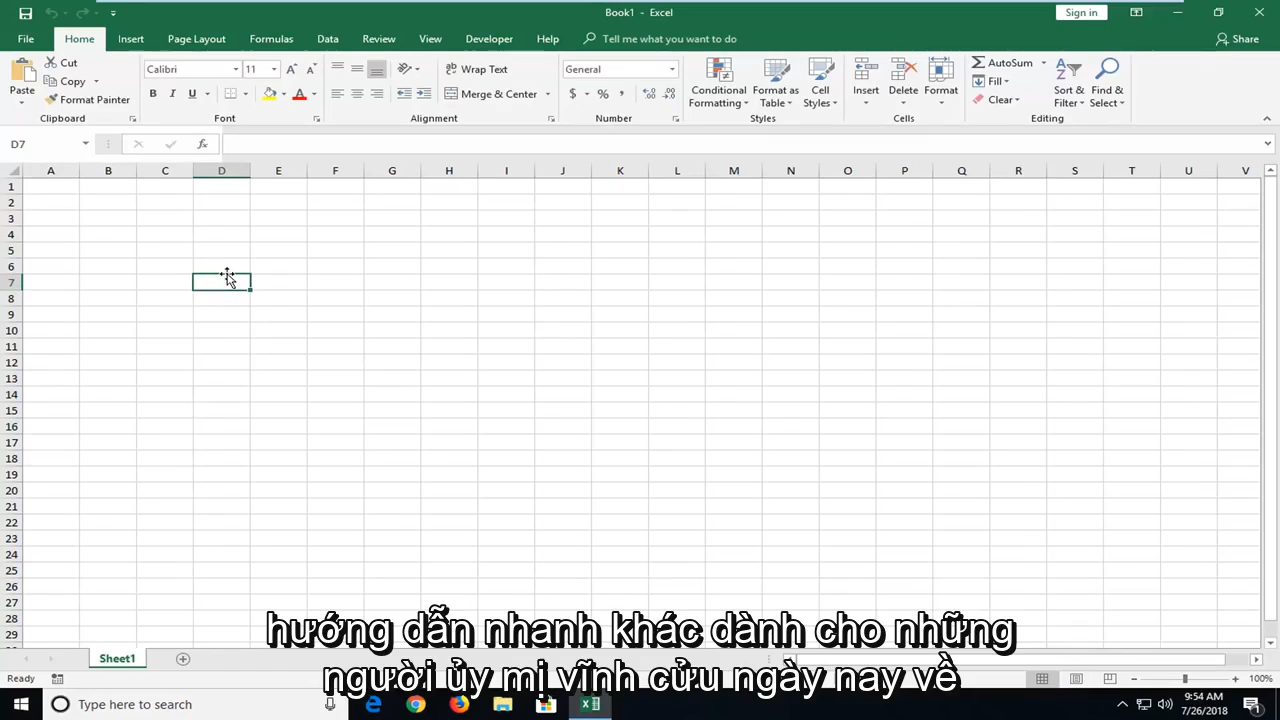 Book1 - Excel
Sign in
File Home Insert Page Layout Formulas Data Review View Developer Help Tell me what you want to do Share
Paste
Cut
Copy
Format Painter
Clipboard
Calibri 11
B I U
Font
Wrap Text
Merge & Center
Alignment
General
$ % ,
Number
Conditional Formatting
Format as Table
Cell Styles
Styles
Insert Delete Format
Cells
AutoSum
Fill
Clear
Sort & Filter
Find & Select
Editing
D7
fx
A B C D E F G H I J K L M N O P Q R S T U V
1
2
3
4
5
6
7
8
9
10
11
12
13
14
15
16
17
18
19
20
21
22
23
24
25
26
27
28
29
hướng dẫn nhanh khác dành cho những
người ủy mị vĩnh cửu ngày nay về
Sheet1
Ready
100%
Type here to search
9:54 AM
7/26/2018